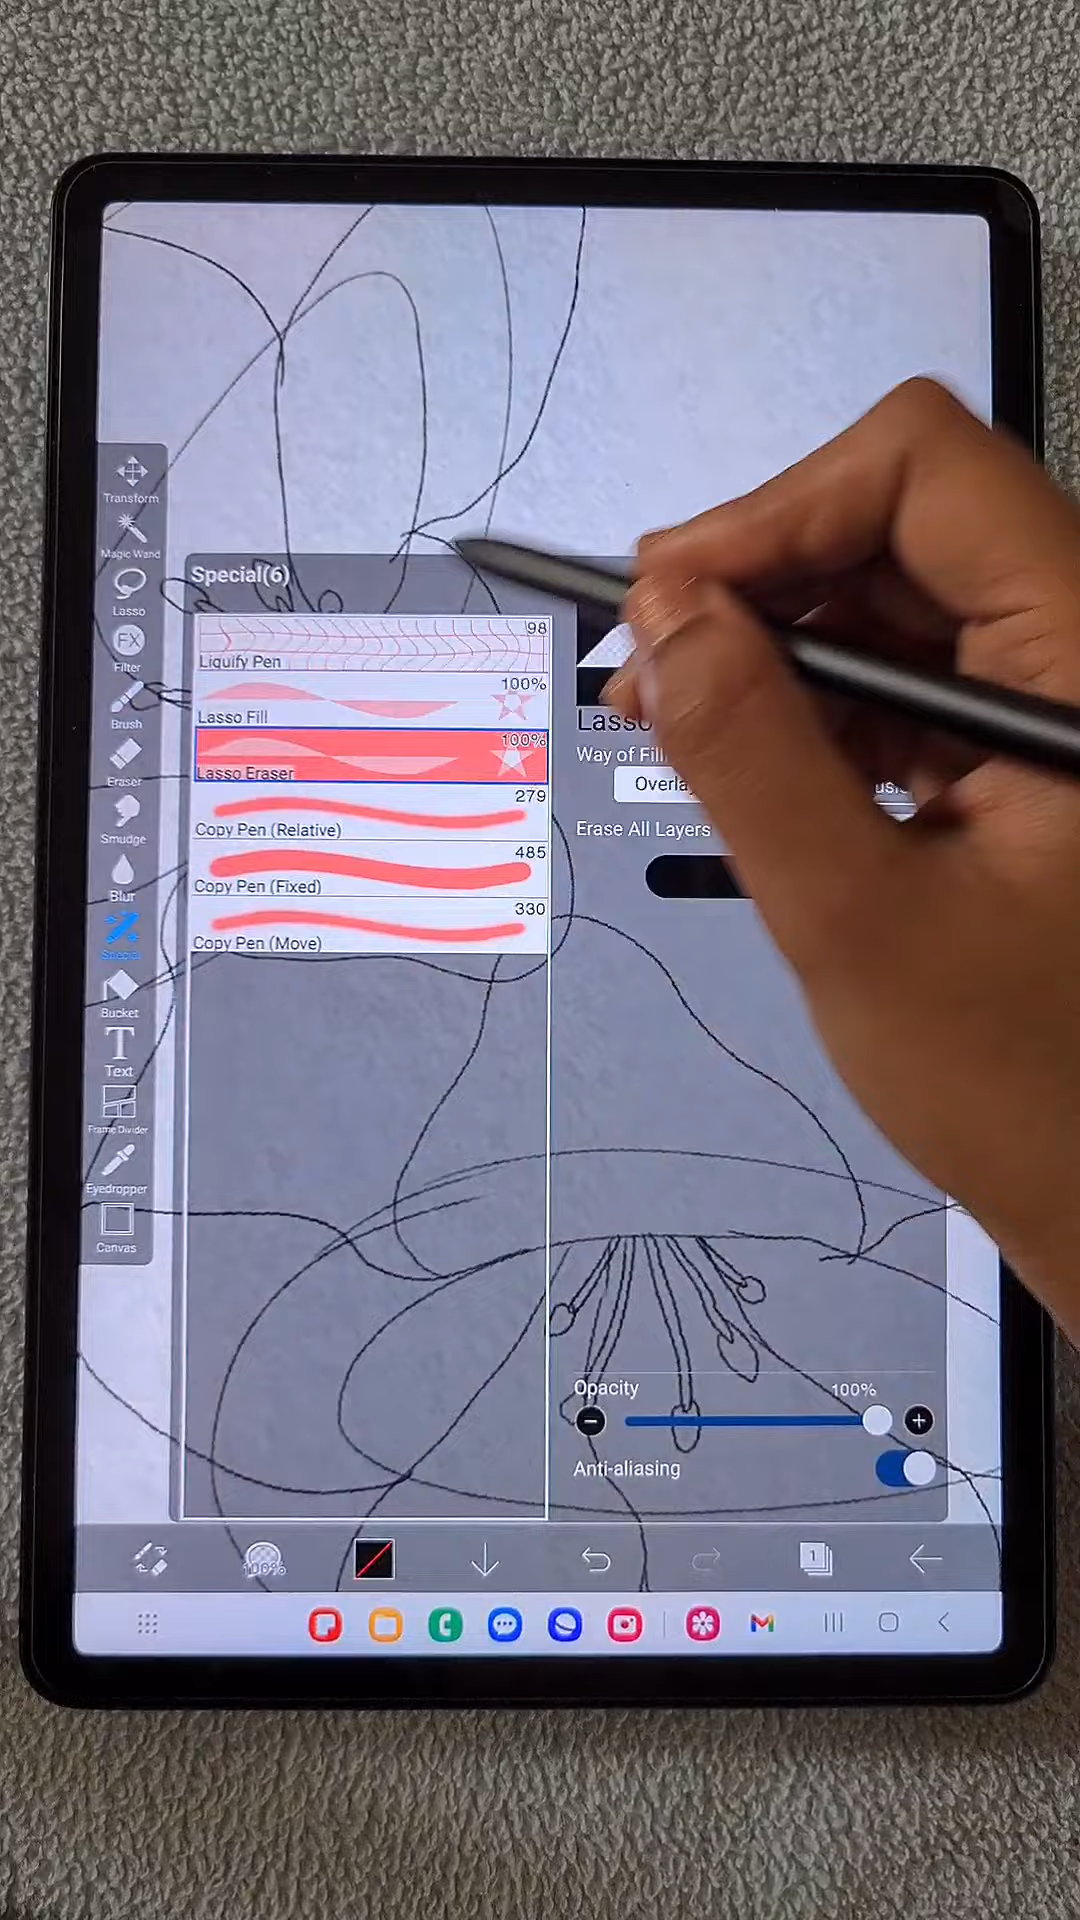 Transform
Magic Wand
Lasso
FX
Filter
Brush
Eraser
Smudge
Blur
Special
Bucket
T
Text
Frame Divider
Eyedropper
Canvas
Special(6)
98
Liquify Pen
100%
Lasso Fill
100%
Lasso Eraser
279
Copy Pen (Relative)
485
Copy Pen (Fixed)
330
Copy Pen (Move)
Lasso
Way of Fill
Erase All Layers
Opacity
100%
Anti-aliasing
100%
1